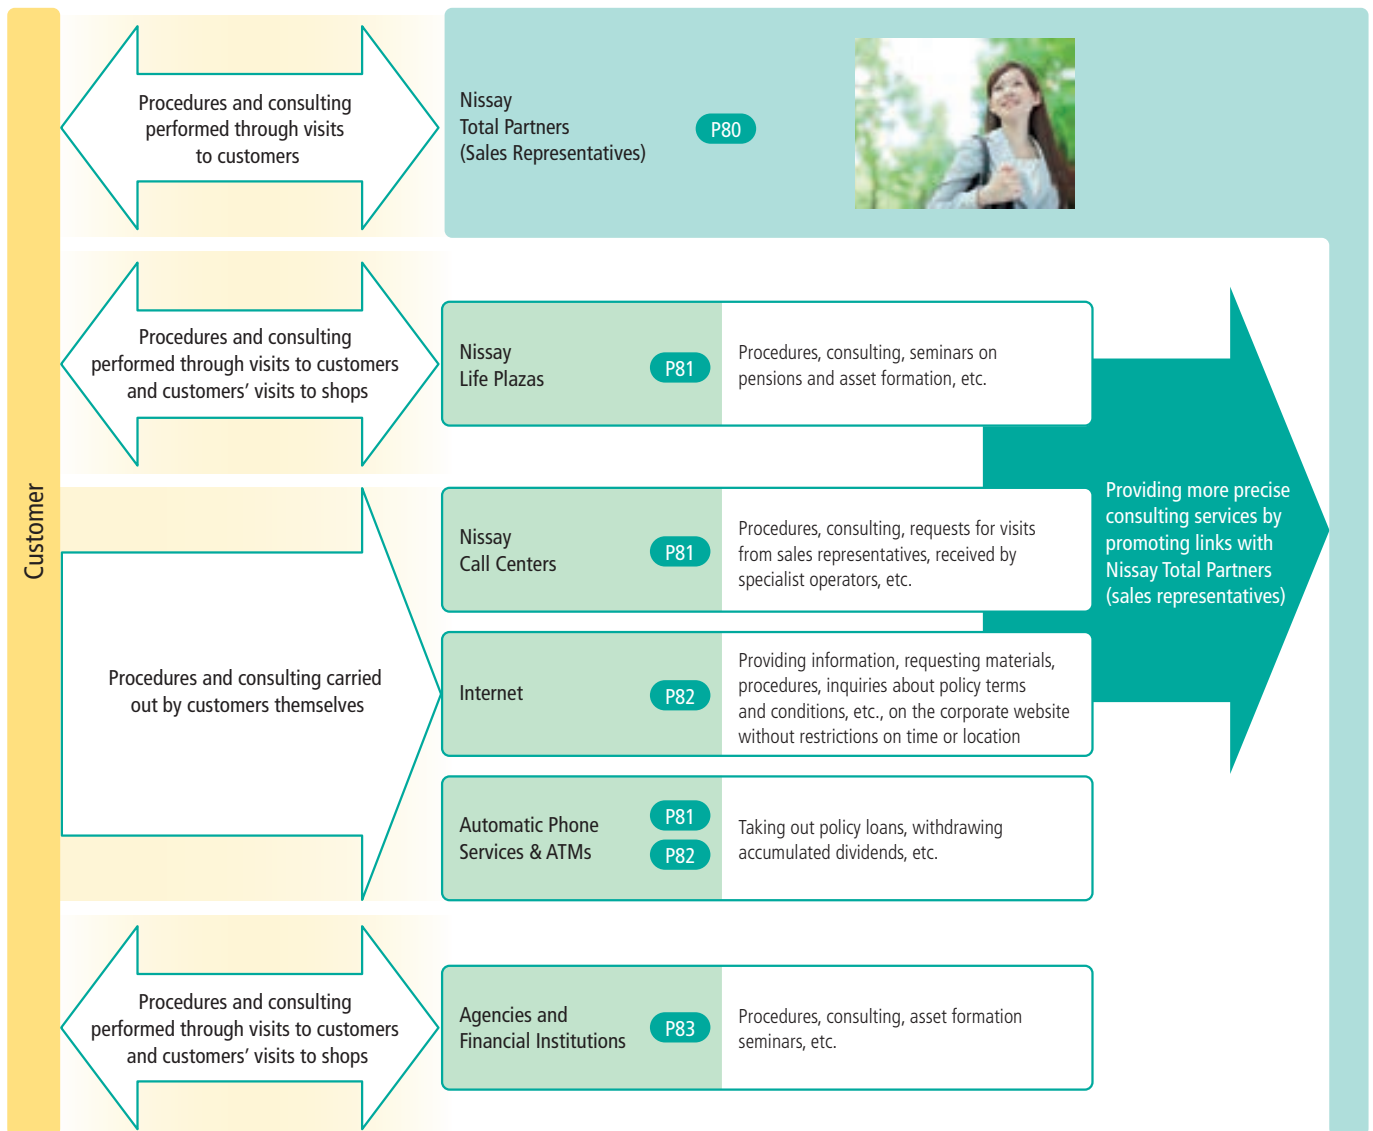 Customer
Procedures and consulting
performed through visits
to customers
Nissay
Total Partners
(Sales Representatives)
P80
Procedures and consulting
performed through visits to customers
and customers’ visits to shops
Nissay
Life Plazas
P81
Procedures, consulting, seminars on
pensions and asset formation, etc.
Procedures and consulting carried
out by customers themselves
Nissay
Call Centers
P81
Procedures, consulting, requests for visits
from sales representatives, received by
specialist operators, etc.
Internet
P82
Providing information, requesting materials,
procedures, inquiries about policy terms
and conditions, etc., on the corporate website
without restrictions on time or location
Automatic Phone
Services & ATMs
P81
P82
Taking out policy loans, withdrawing
accumulated dividends, etc.
Providing more precise
consulting services by
promoting links with
Nissay Total Partners
(sales representatives)
Procedures and consulting
performed through visits to customers
and customers’ visits to shops
Agencies and
Financial Institutions
P83
Procedures, consulting, asset formation
seminars, etc.